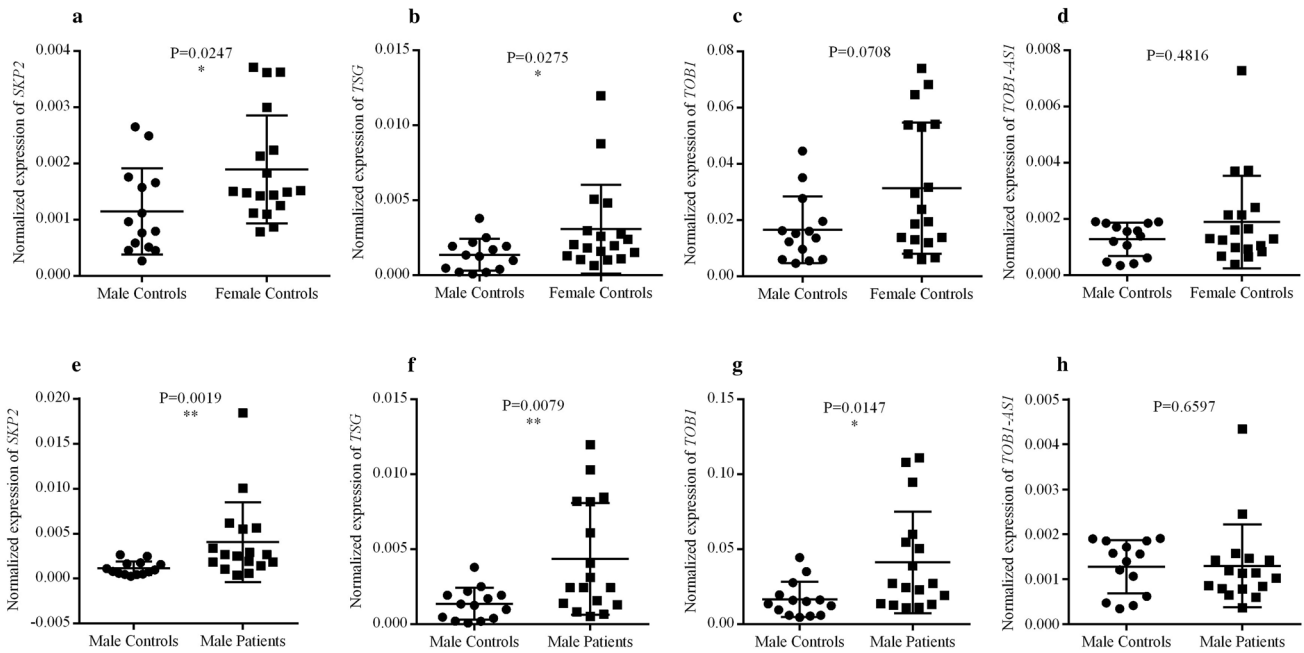 a
P=0.0247
*
Normalized expression of SKP2
0.004
0.003
0.002
0.001
0.000
Male Controls Female Controls
b
P=0.0275
*
Normalized expression of TSG
0.015
0.010
0.005
0.000
Male Controls Female Controls
c
P=0.0708
Normalized expression of TOB1
0.08
0.06
0.04
0.02
0.00
Male Controls Female Controls
d
P=0.4816
Normalized expression of TOB1-AS1
0.008
0.006
0.004
0.002
0.000
Male Controls Female Controls
e
P=0.0019
**
Normalized expression of SKP2
0.020
0.015
0.010
0.005
0.000
-0.005
Male Controls Male Patients
f
P=0.0079
**
Normalized expression of TSG
0.015
0.010
0.005
0.000
Male Controls Male Patients
g
P=0.0147
*
Normalized expression of TOB1
0.15
0.10
0.05
0.00
Male Controls Male Patients
h
P=0.6597
Normalized expression of TOB1-AS1
0.005
0.004
0.003
0.002
0.001
0.000
Male Controls Male Patients